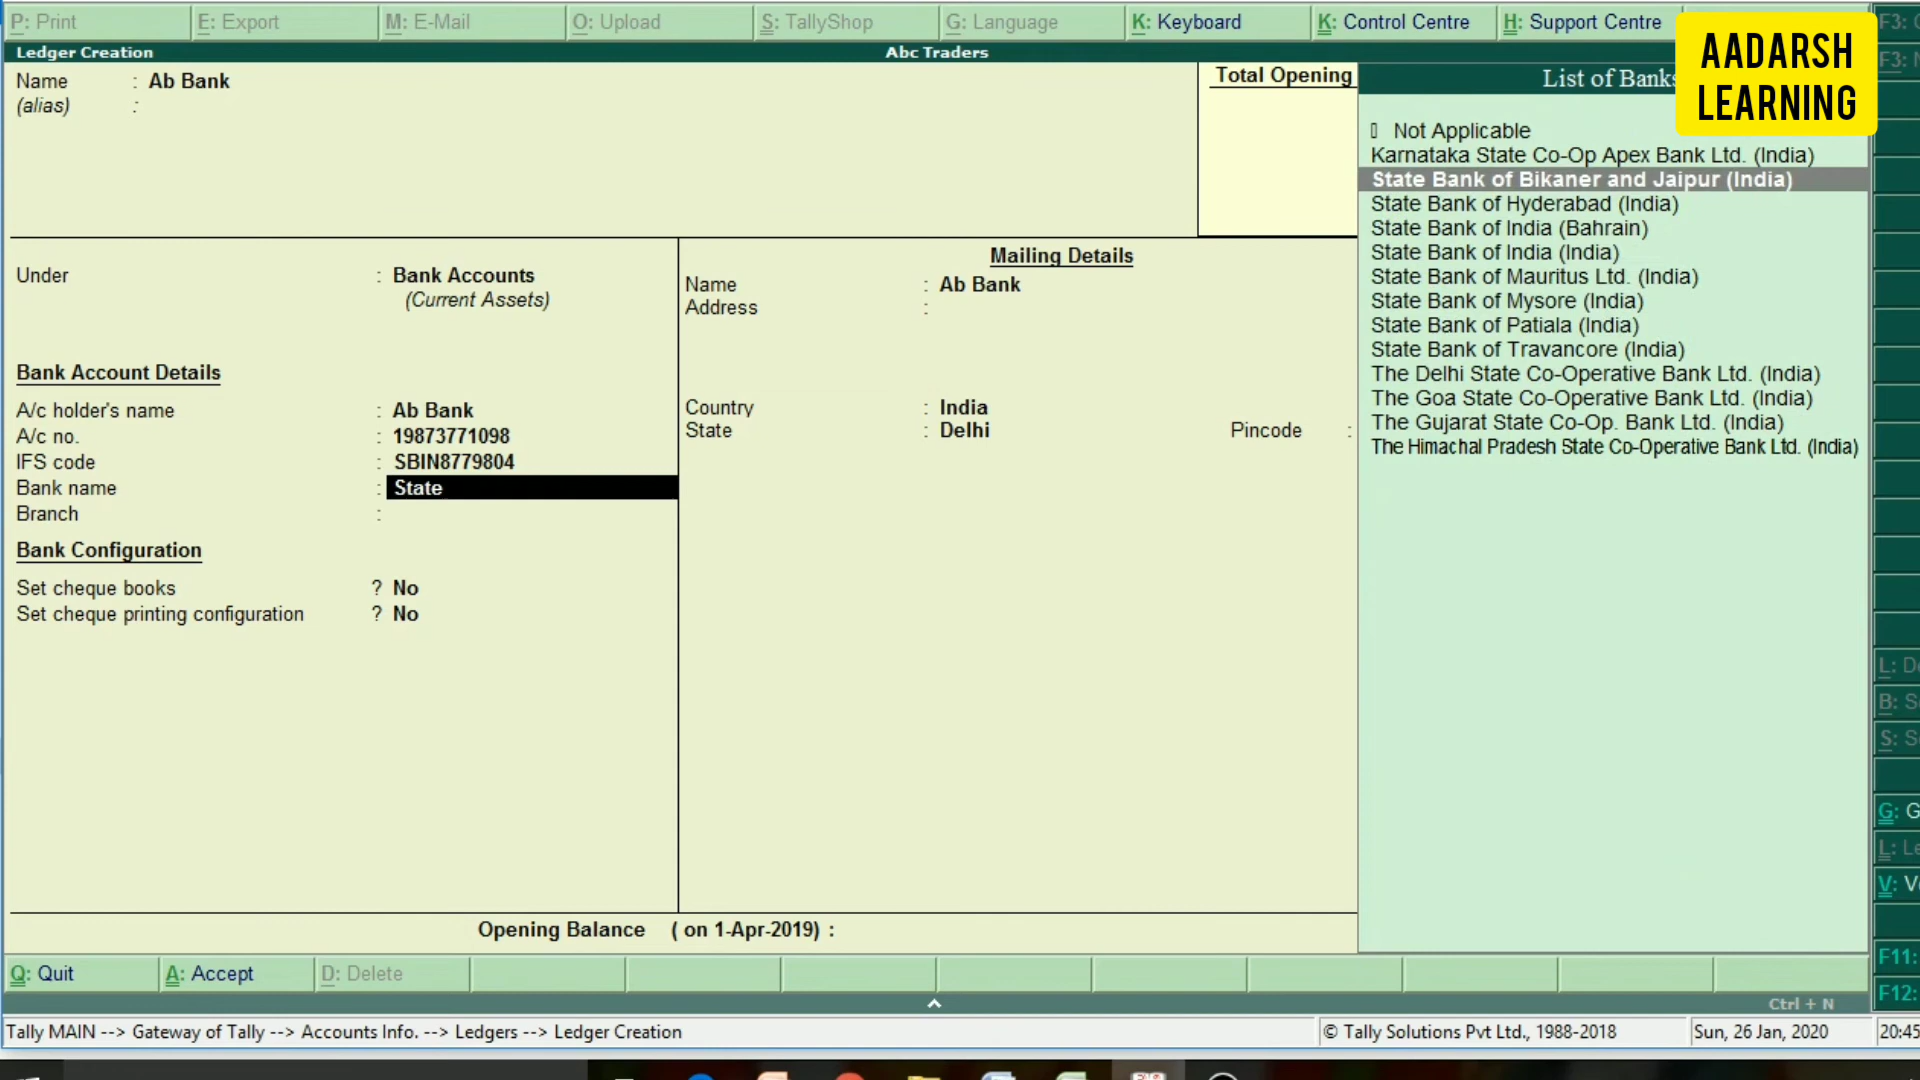 P: Print
E: Export
M: E-Mail
O: Upload
S: TallyShop
G: Language
K: Keyboard
K: Control Centre
H: Support Centre
AADARSH
LEARNING
Ledger Creation
Abc Traders
Name : Ab Bank
(alias) :
Total Opening
List of Banks
Not Applicable
Karnataka State Co-Op Apex Bank Ltd. (India)
State Bank of Bikaner and Jaipur (India)
State Bank of Hyderabad (India)
State Bank of India (Bahrain)
State Bank of India (India)
State Bank of Mauritus Ltd. (India)
State Bank of Mysore (India)
State Bank of Patiala (India)
State Bank of Travancore (India)
The Delhi State Co-Operative Bank Ltd. (India)
The Goa State Co-Operative Bank Ltd. (India)
The Gujarat State Co-Op. Bank Ltd. (India)
The Himachal Pradesh State Co-Operative Bank Ltd. (India)
Under : Bank Accounts
(Current Assets)
Bank Account Details
A/c holder's name : Ab Bank
A/c no. : 19873771098
IFS code : SBIN8779804
Bank name : State
Branch :
Bank Configuration
Set cheque books ? No
Set cheque printing configuration ? No
Mailing Details
Name : Ab Bank
Address :
Country : India
State : Delhi
Pincode :
Opening Balance ( on 1-Apr-2019) :
F3:
F3:
L:
B:
S:
G: G
L: Le
V:
F11:
F12:
Q: Quit
A: Accept
D: Delete
Ctrl + N
Tally MAIN --> Gateway of Tally --> Accounts Info. --> Ledgers --> Ledger Creation
© Tally Solutions Pvt Ltd., 1988-2018
Sun, 26 Jan, 2020
20:45